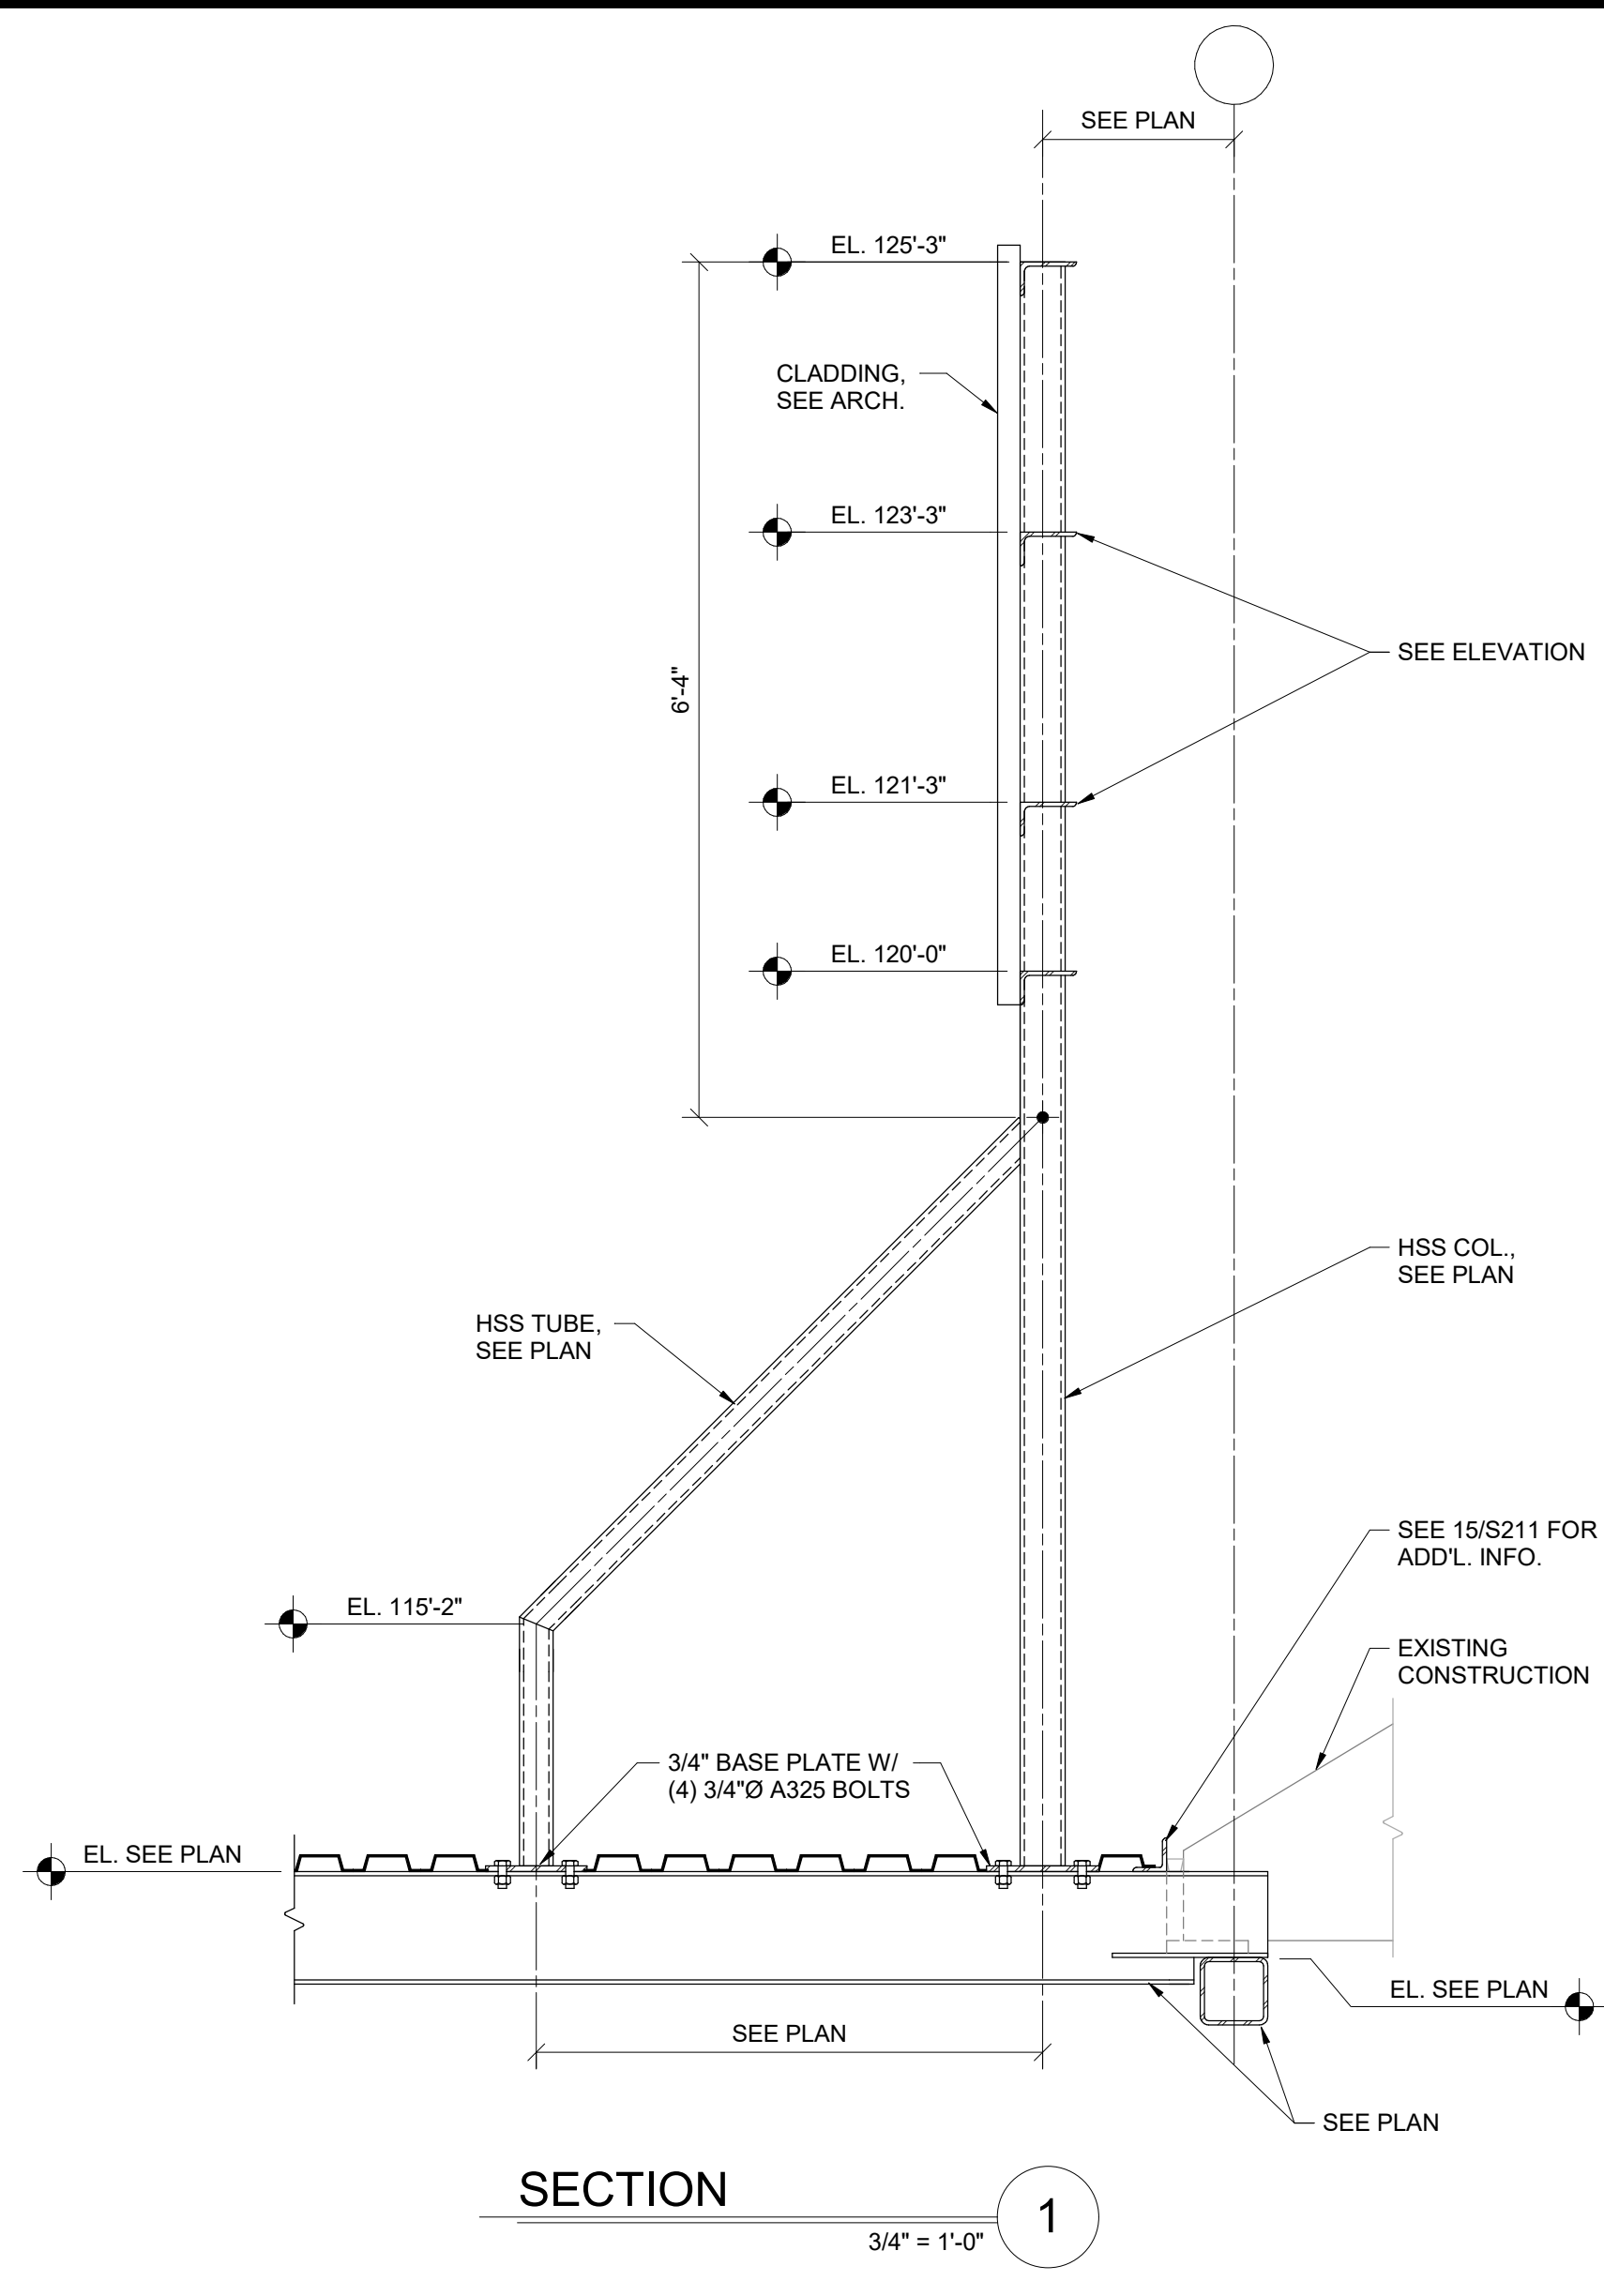 SEE PLAN
EL. 125'-3"
CLADDING,
SEE ARCH.
EL. 123'-3"
SEE ELEVATION
6'-4"
EL. 121'-3"
EL. 120'-0"
HSS COL.,
SEE PLAN
HSS TUBE,
SEE PLAN
SEE 15/S211 FOR
ADD'L. INFO.
EL. 115'-2"
EXISTING
CONSTRUCTION
3/4" BASE PLATE W/
(4) 3/4"Ø A325 BOLTS
EL. SEE PLAN
EL. SEE PLAN
SEE PLAN
SEE PLAN
SECTION
1
3/4" = 1'-0"